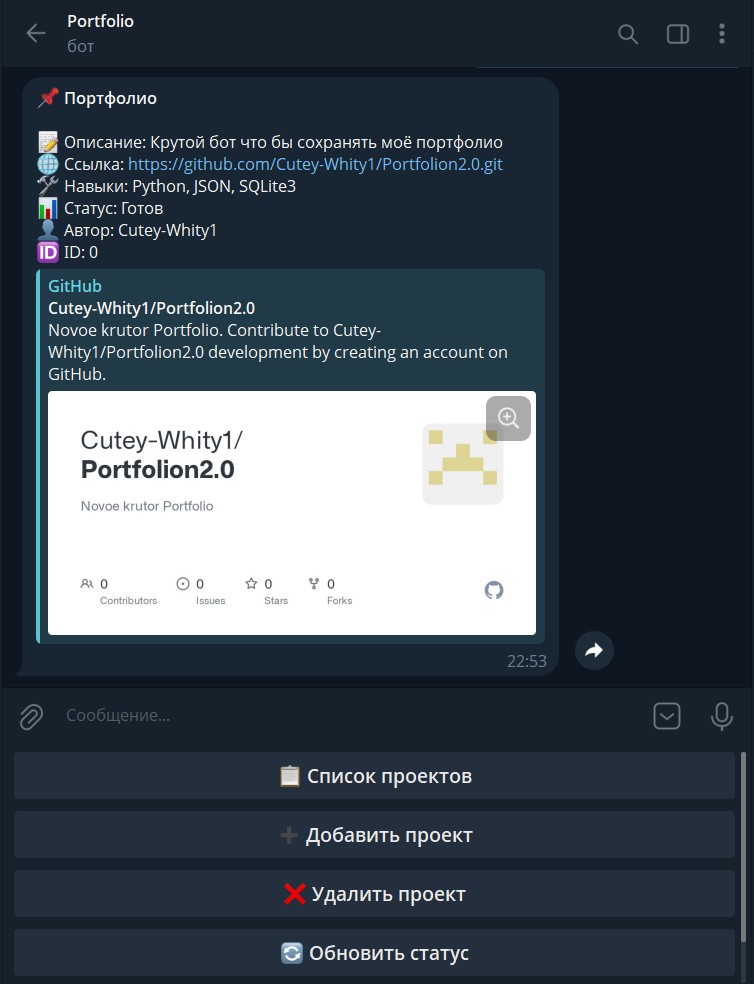 Portfolio
бот
📌 Портфолио
📝 Описание: Крутой бот что бы сохранять моё портфолио
🌐 Ссылка: https://github.com/Cutey-Whity1/Portfolion2.0.git
🛠 Навыки: Python, JSON, SQLite3
📊 Статус: Готов
👤 Автор: Cutey-Whity1
🆔 ID: 0
GitHub
Cutey-Whity1/Portfolion2.0
Novoe krutor Portfolio. Contribute to Cutey-
Whity1/Portfolion2.0 development by creating an account on
GitHub.
Cutey-Whity1/
Portfolion2.0
Novoe krutor Portfolio
0 0 0 0
Contributors Issues Stars Forks
22:53
Сообщение...
📋 Список проектов
➕ Добавить проект
❌ Удалить проект
🔄 Обновить статус